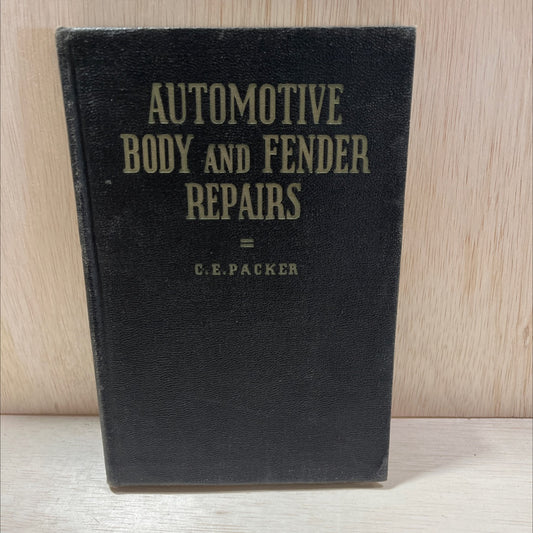 AUTOMOTIVE
BODY AND FENDER
REPAIRS
=
C. E. PACKER